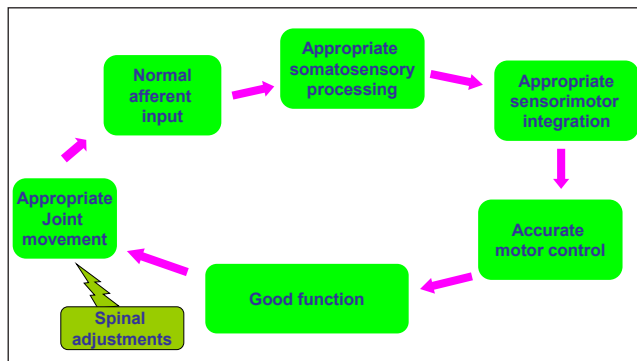 Appropriate
somatosensory
processing
Normal
afferent
input
Appropriate
sensorimotor
integration
Appropriate
Joint
movement
Accurate
motor control
Good function
Spinal
adjustments